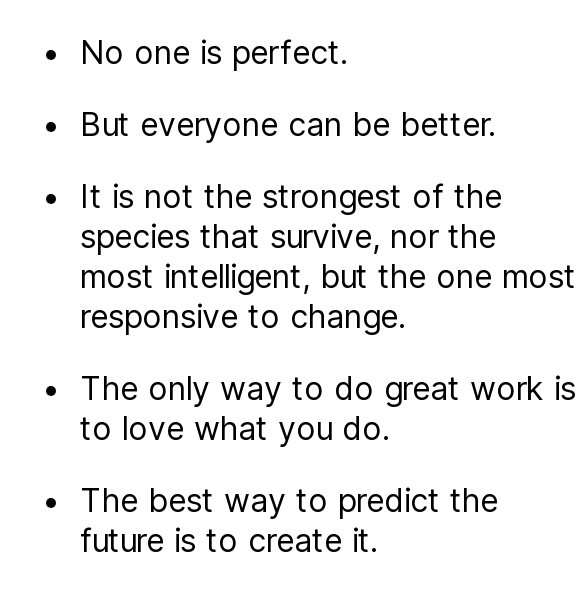 • No one is perfect.
• But everyone can be better.
• It is not the strongest of the
species that survive, nor the
most intelligent, but the one most
responsive to change.
• The only way to do great work is
to love what you do.
• The best way to predict the
future is to create it.